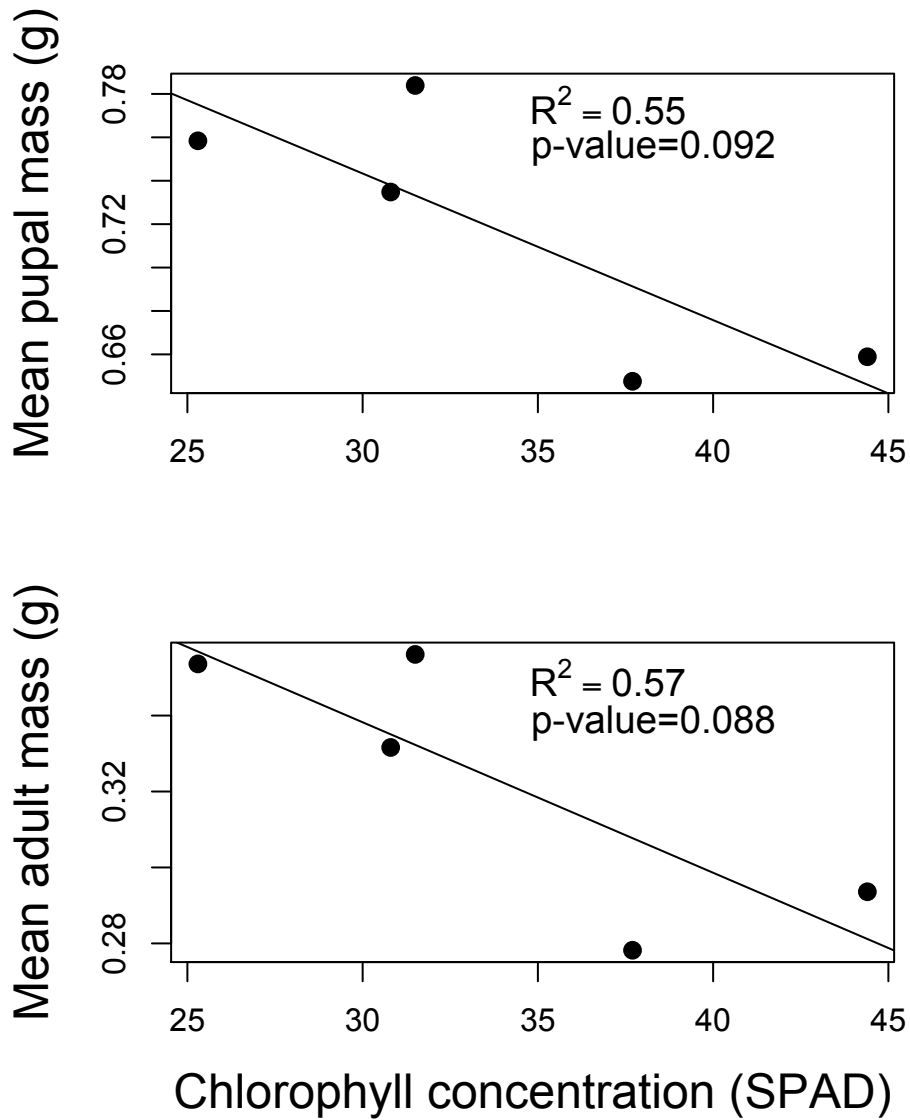 Mean pupal mass (g)
0.78
0.72
0.66
R² = 0.55
p-value=0.092
25 30 35 40 45
Mean adult mass (g)
0.32
0.28
R² = 0.57
p-value=0.088
25 30 35 40 45
Chlorophyll concentration (SPAD)